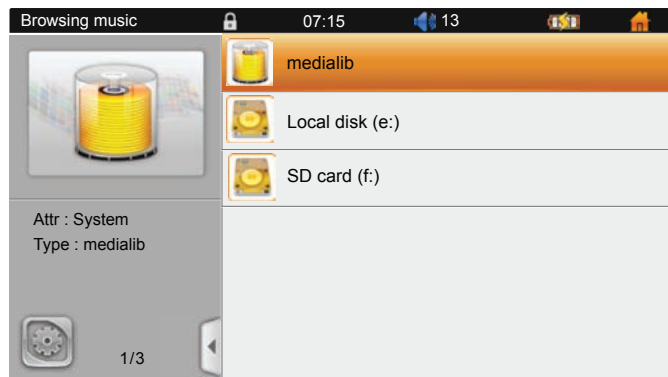 Browsing music 07:15 13
medialib
Local disk (e:)
SD card (f:)
Attr : System
Type : medialib
1/3